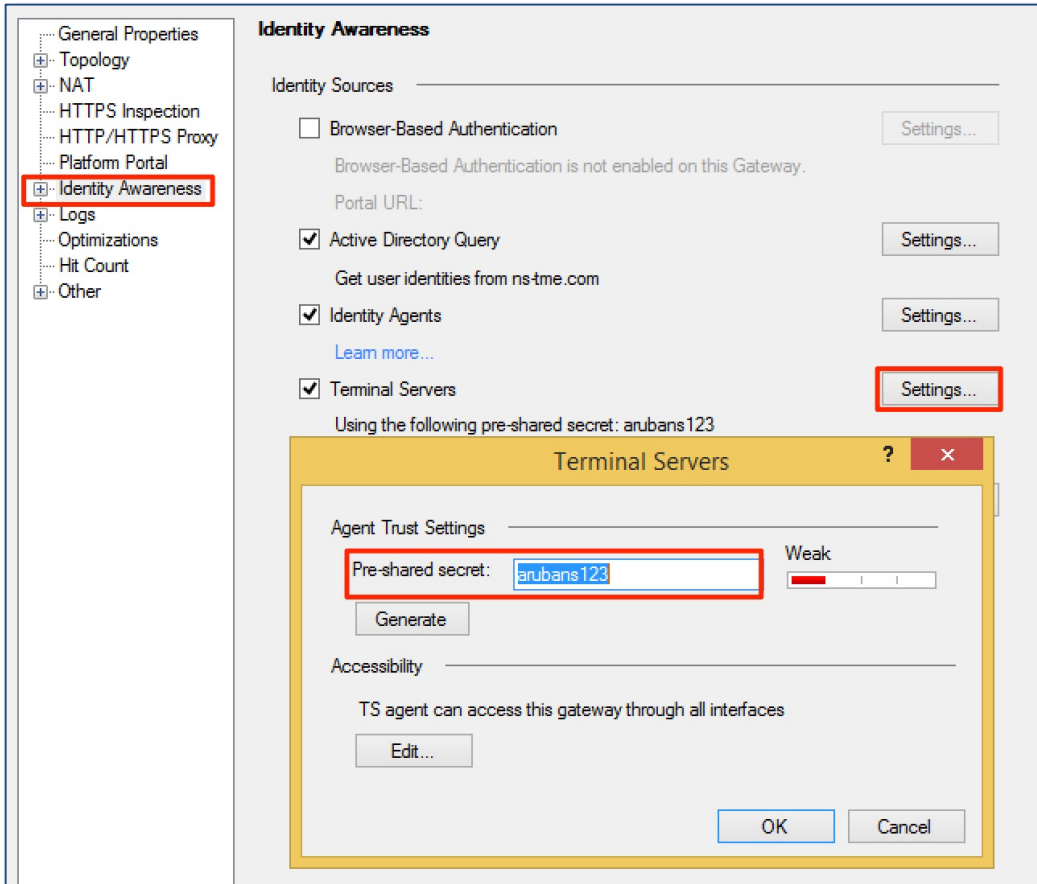 General Properties
Topology
NAT
HTTPS Inspection
HTTP/HTTPS Proxy
Platform Portal
Identity Awareness
Logs
Optimizations
Hit Count
Other
Identity Awareness
Identity Sources
Browser-Based Authentication
Settings...
Browser-Based Authentication is not enabled on this Gateway.
Portal URL:
Active Directory Query
Settings...
Get user identities from ns-tme.com
Identity Agents
Settings...
Learn more...
Terminal Servers
Settings...
Using the following pre-shared secret: arubans123
Terminal Servers
?
x
Agent Trust Settings
Pre-shared secret:
arubans123
Weak
Generate
Accessibility
TS agent can access this gateway through all interfaces
Edit...
OK
Cancel